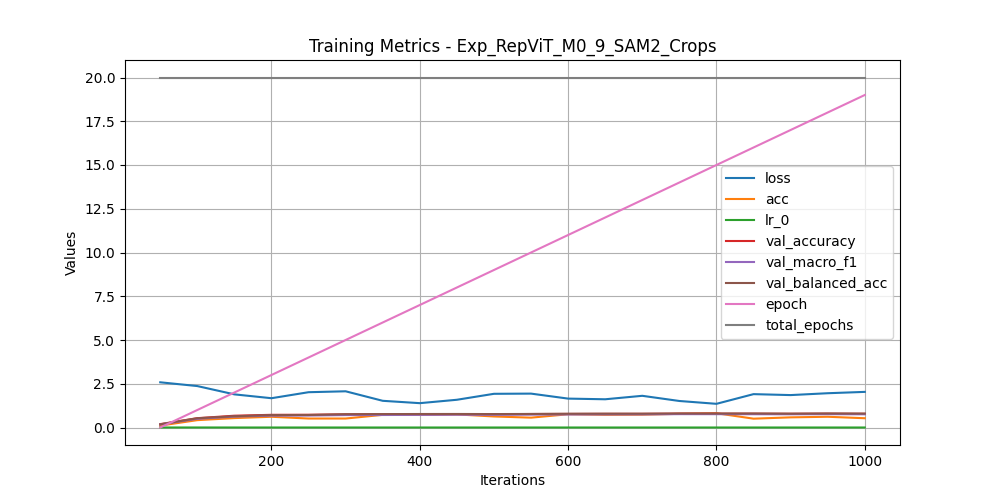 Training Metrics - Exp_RepViT_M0_9_SAM2_Crops
Values
20.0
17.5
15.0
12.5
10.0
7.5
5.0
2.5
0.0
loss
acc
lr_0
val_accuracy
val_macro_f1
val_balanced_acc
epoch
total_epochs
200 400 600 800 1000
Iterations